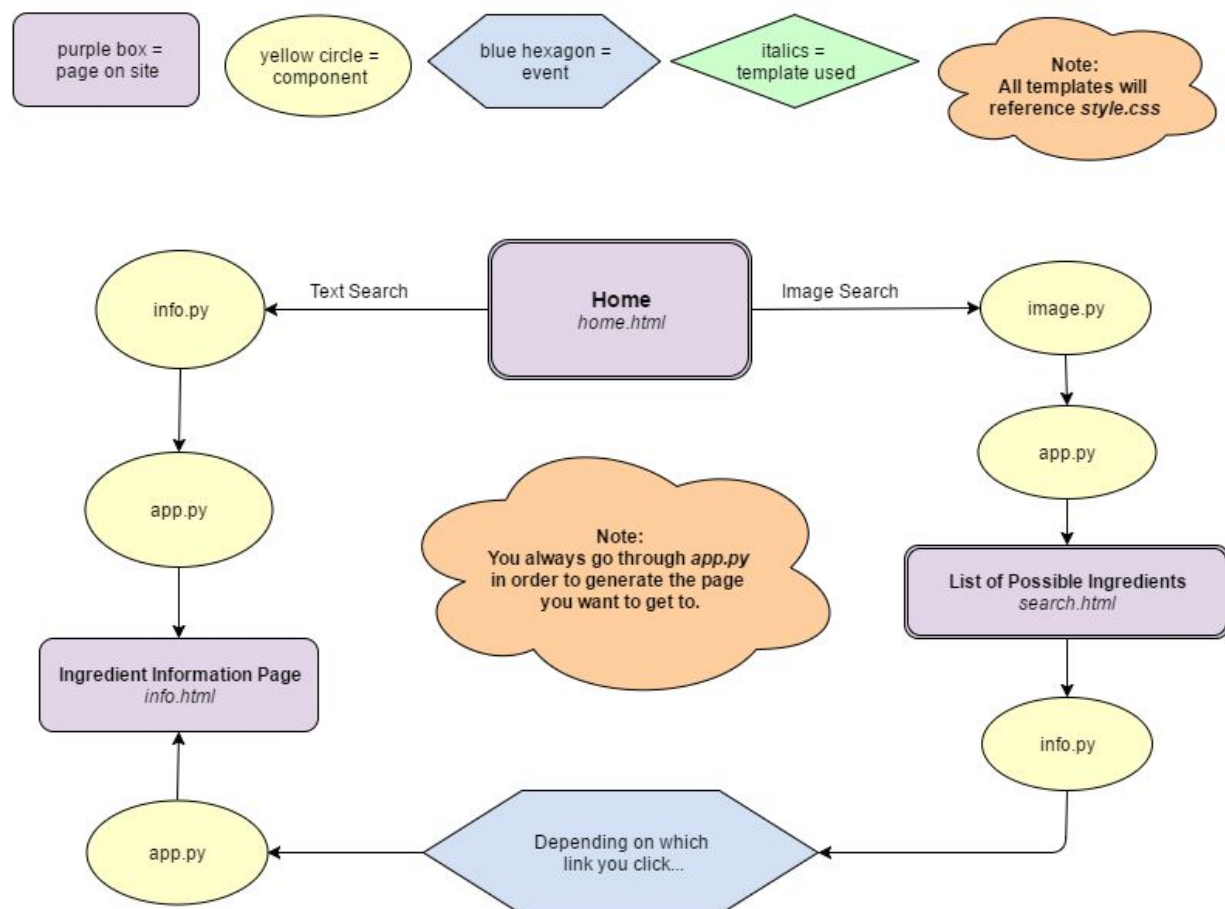 purple box =
page on site
yellow circle =
component
blue hexagon =
event
italics =
template used
Note:
All templates will
reference style.css
info.py
Text Search
Home
home.html
Image Search
image.py
app.py
app.py
Note:
You always go through app.py
in order to generate the page
you want to get to.
List of Possible Ingredients
search.html
Ingredient Information Page
info.html
info.py
app.py
Depending on which
link you click...